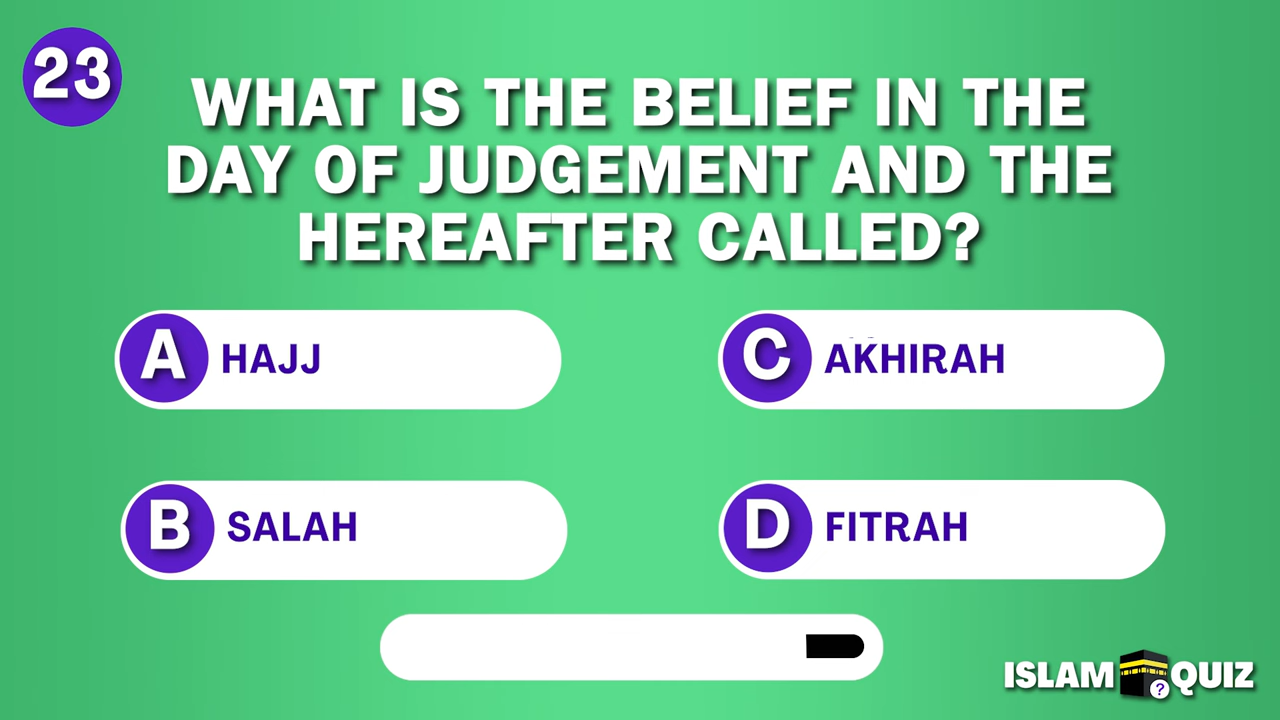 23
WHAT IS THE BELIEF IN THE
DAY OF JUDGEMENT AND THE
HEREAFTER CALLED?
A HAJJ
C AKHIRAH
B SALAH
D FITRAH
ISLAM ? QUIZ